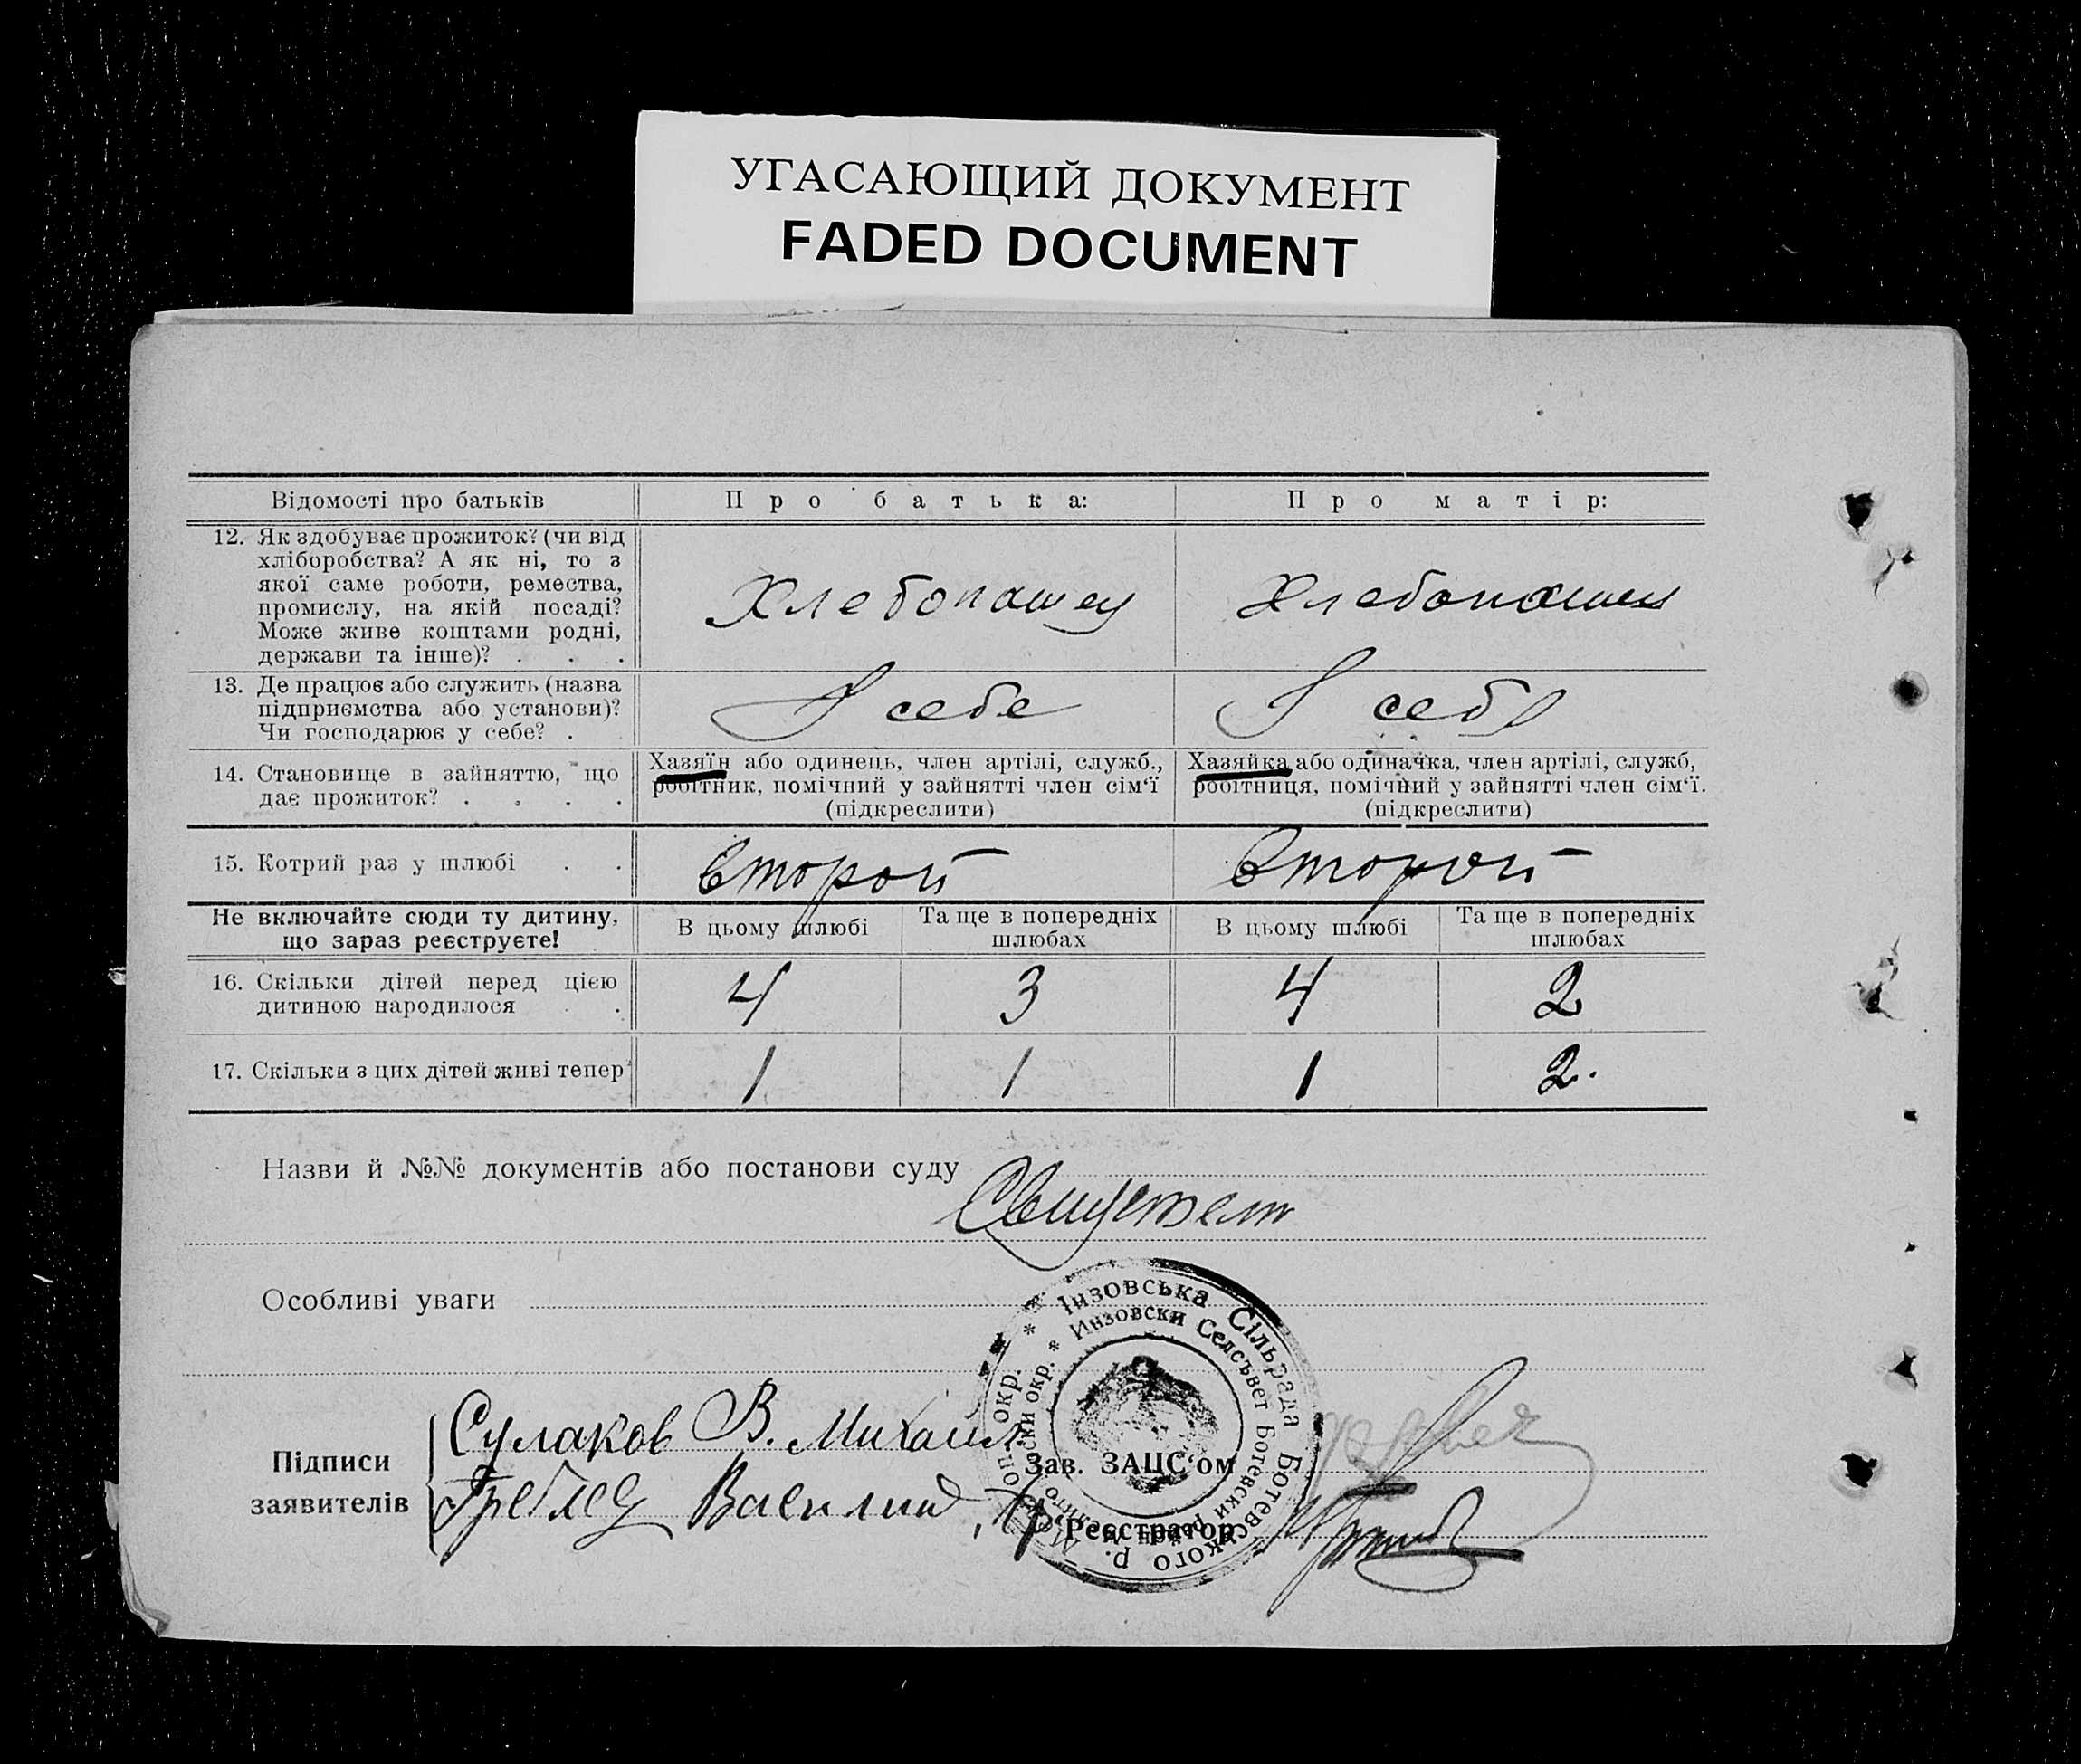 УГАСАЮЩИЙ ДОКУМЕНТ
FADED DOCUMENT
Відомості про батьків
Про батька:
Про матір:
12. Як здобуває прожиток? (чи від
хліборобства? А як ні, то з
якої саме роботи, ремества,
промислу, на якій посаді?
Може живе коштами родні,
держави та інше)? . . .
Хлебопашец
Хлебопашец
13. Де працює або служить (назва
підприємства або установи)?
Чи господарює у себе? .
У себе
У себя
14. Становище в зайняттю, що
дає прожиток? . . . .
Хазяїн або одинець, член артілі, служб.,
робітник, помічний у зайнятті член сім‘ї
(підкреслити)
Хазяйка або одиначка, член артілі, служб,
робітниця, помічний у зайнятті член сім‘ї.
(підкреслити)
15. Котрий раз у шлюбі . .
второй
второй
Не включайте сюди ту дитину,
що зараз реєструєте!
В цьому шлюбі
Та ще в попередніх
шлюбах
В цьому шлюбі
Та ще в попередніх
шлюбах
16. Скільки дітей перед цією
дитиною народилося . .
4
3
4
2
17. Скільки з цих дітей живі тепер
1
1
1
2.
Назви й №№ документів або постанови суду
Особливі уваги
Інзовська Сільрада Ботевського р.
Инзовски Селсъвет Ботевски
Підписи
заявителів
Сулаков В. Михаил
Василий
Зав. ЗАЦС‘ом
Реєстратор